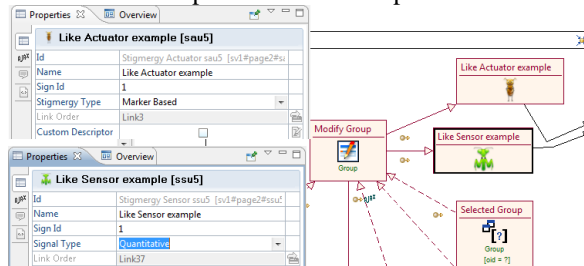 Properties Overview
Like Actuator example [sau5]
Id Stigmergy Actuator sau5 [sv1#page2#s
Name Like Actuator example
Sign Id 1
Stigmergy Type Marker Based
Link Order Link3
Custom Descriptor
Properties Overview
Like Sensor example [ssu5]
Id Stigmergy Sensor ssu5 [sv1#page2#ssu5
Name Like Sensor example
Sign Id 1
Signal Type Quantitative
Link Order Link37
Like Actuator example
Modify Group
Group
Like Sensor example
Selected Group
[?]
Group
[oid = ?]